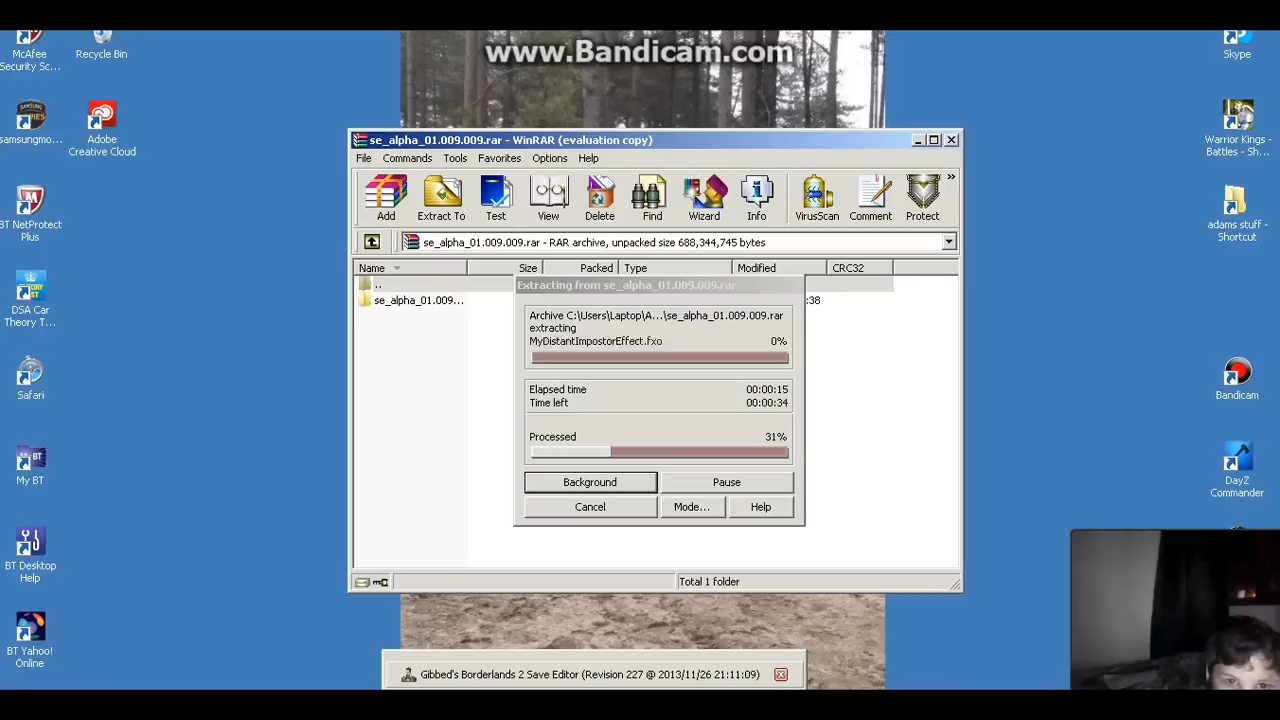 www.Bandicam.com
McAfee
Security Sc...
Recycle Bin
Skype
samsungmo...
Adobe
Creative Cloud
Warrior Kings -
Battles - Sh...
BT NetProtect
Plus
adams stuff -
Shortcut
DSA Car
Theory T...
Safari
Bandicam
My BT
DayZ
Commander
BT Desktop
Help
BT Yahoo!
Online
se_alpha_01.009.009.rar - WinRAR (evaluation copy)
File Commands Tools Favorites Options Help
Add Extract To Test View Delete Find Wizard Info VirusScan Comment Protect
se_alpha_01.009.009.rar - RAR archive, unpacked size 688,344,745 bytes
Name Size Packed Type Modified CRC32
..
se_alpha_01.009... :38
Extracting from se_alpha_01.009.009.rar
Archive C:\Users\Laptop\A...\se_alpha_01.009.009.rar
extracting
MyDistantImpostorEffect.fxo 0%
Elapsed time 00:00:15
Time left 00:00:34
Processed 31%
Background Pause
Cancel Mode... Help
Total 1 folder
Gibbed's Borderlands 2 Save Editor (Revision 227 @ 2013/11/26 21:11:09)